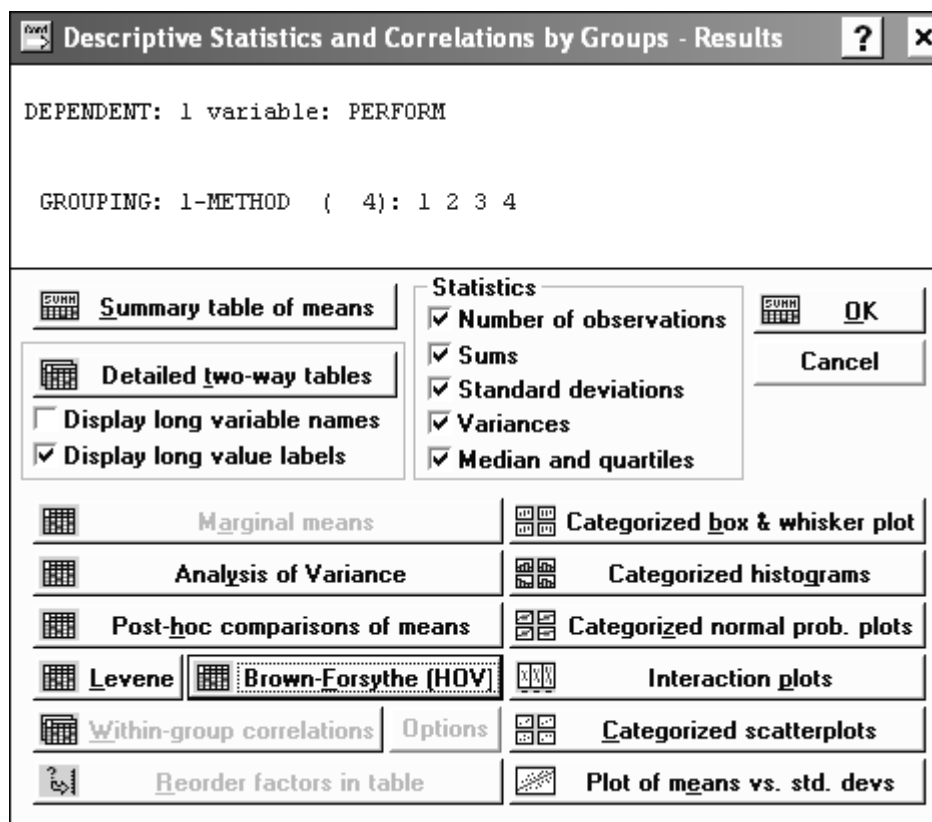 Descriptive Statistics and Correlations by Groups - Results ? ×
DEPENDENT: 1 variable: PERFORM
GROUPING: 1-METHOD ( 4): 1 2 3 4
Summary table of means
Detailed two-way tables
Display long variable names
Display long value labels
Statistics
Number of observations
Sums
Standard deviations
Variances
Median and quartiles
OK
Cancel
Marginal means
Analysis of Variance
Post-hoc comparisons of means
Levene
Brown-Forsythe (HOV)
Within-group correlations
Options
Reorder factors in table
Categorized box & whisker plot
Categorized histograms
Categorized normal prob. plots
Interaction plots
Categorized scatterplots
Plot of means vs. std. devs